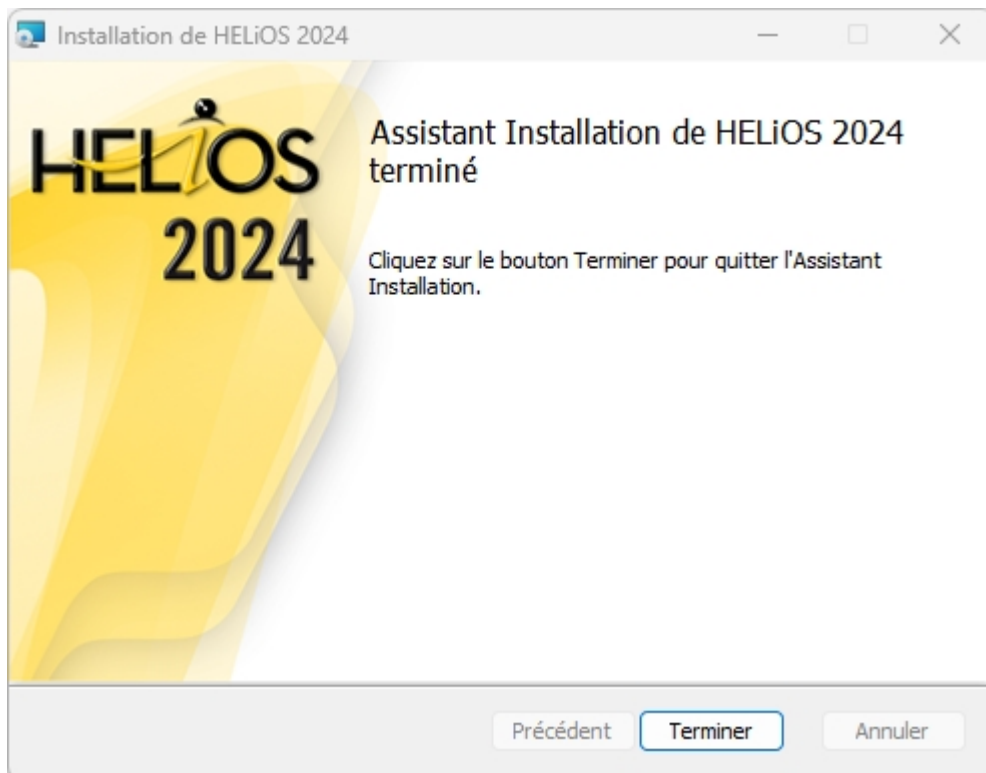 Installation de HELiOS 2024
HELiOS
2024
Assistant Installation de HELiOS 2024
terminé
Cliquez sur le bouton Terminer pour quitter l'Assistant
Installation.
Précédent
Terminer
Annuler